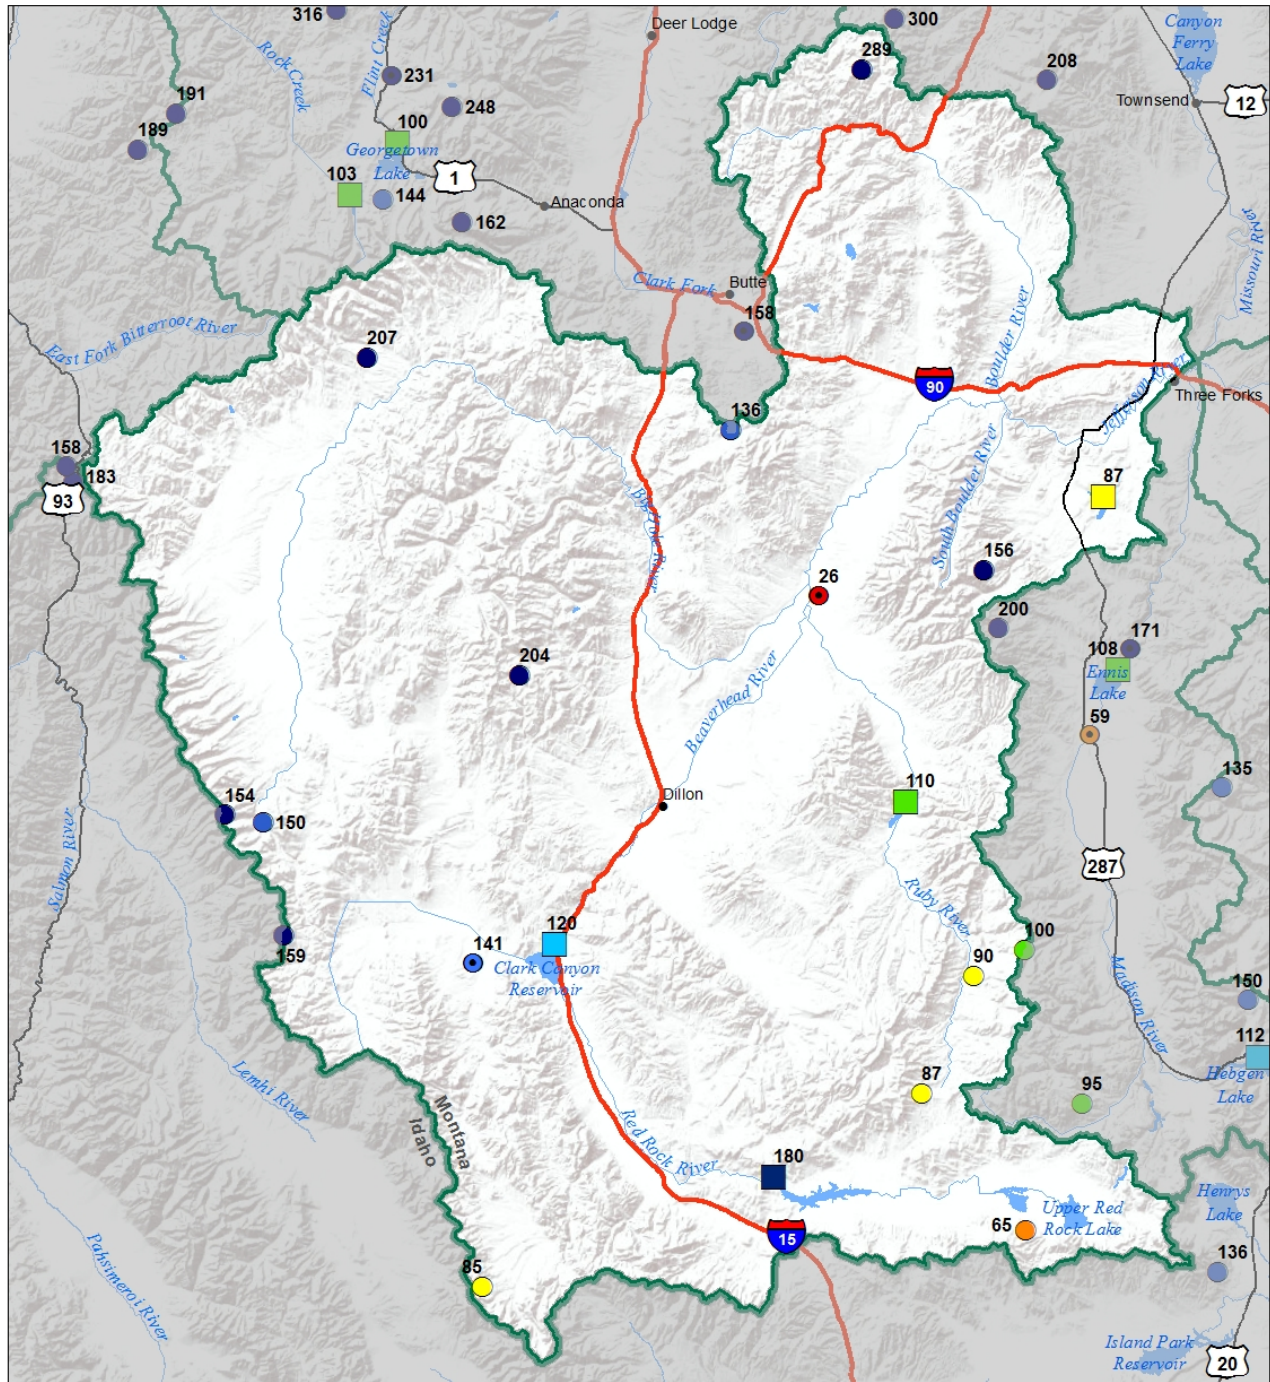 316
Deer Lodge
300
Canyon
Ferry
Lake
Rock Creek
Flint Creek
231
289
208
191
248
Townsend
12
189
100
Georgetown
Lake
103
1
144
Anaconda
162
Missouri River
Clark Fork
Butte
158
East Fork Bitterroot River
207
Boulder River
90
Jefferson River
Three Forks
136
158
183
93
87
Big Hole River
South Boulder River
156
26
200
171
108
Ennis
Lake
204
Beaverhead River
59
135
110
Dillon
154
150
Salmon River
287
Ruby River
120
141
Clark Canyon
Reservoir
159
100
90
Madison River
150
112
Hebgen
Lake
Lemhi River
87
95
Montana
Idaho
Red Rock River
180
Henrys
Lake
Upper Red
Rock Lake
65
15
Pahsimeroi River
85
136
Island Park
Reservoir
20